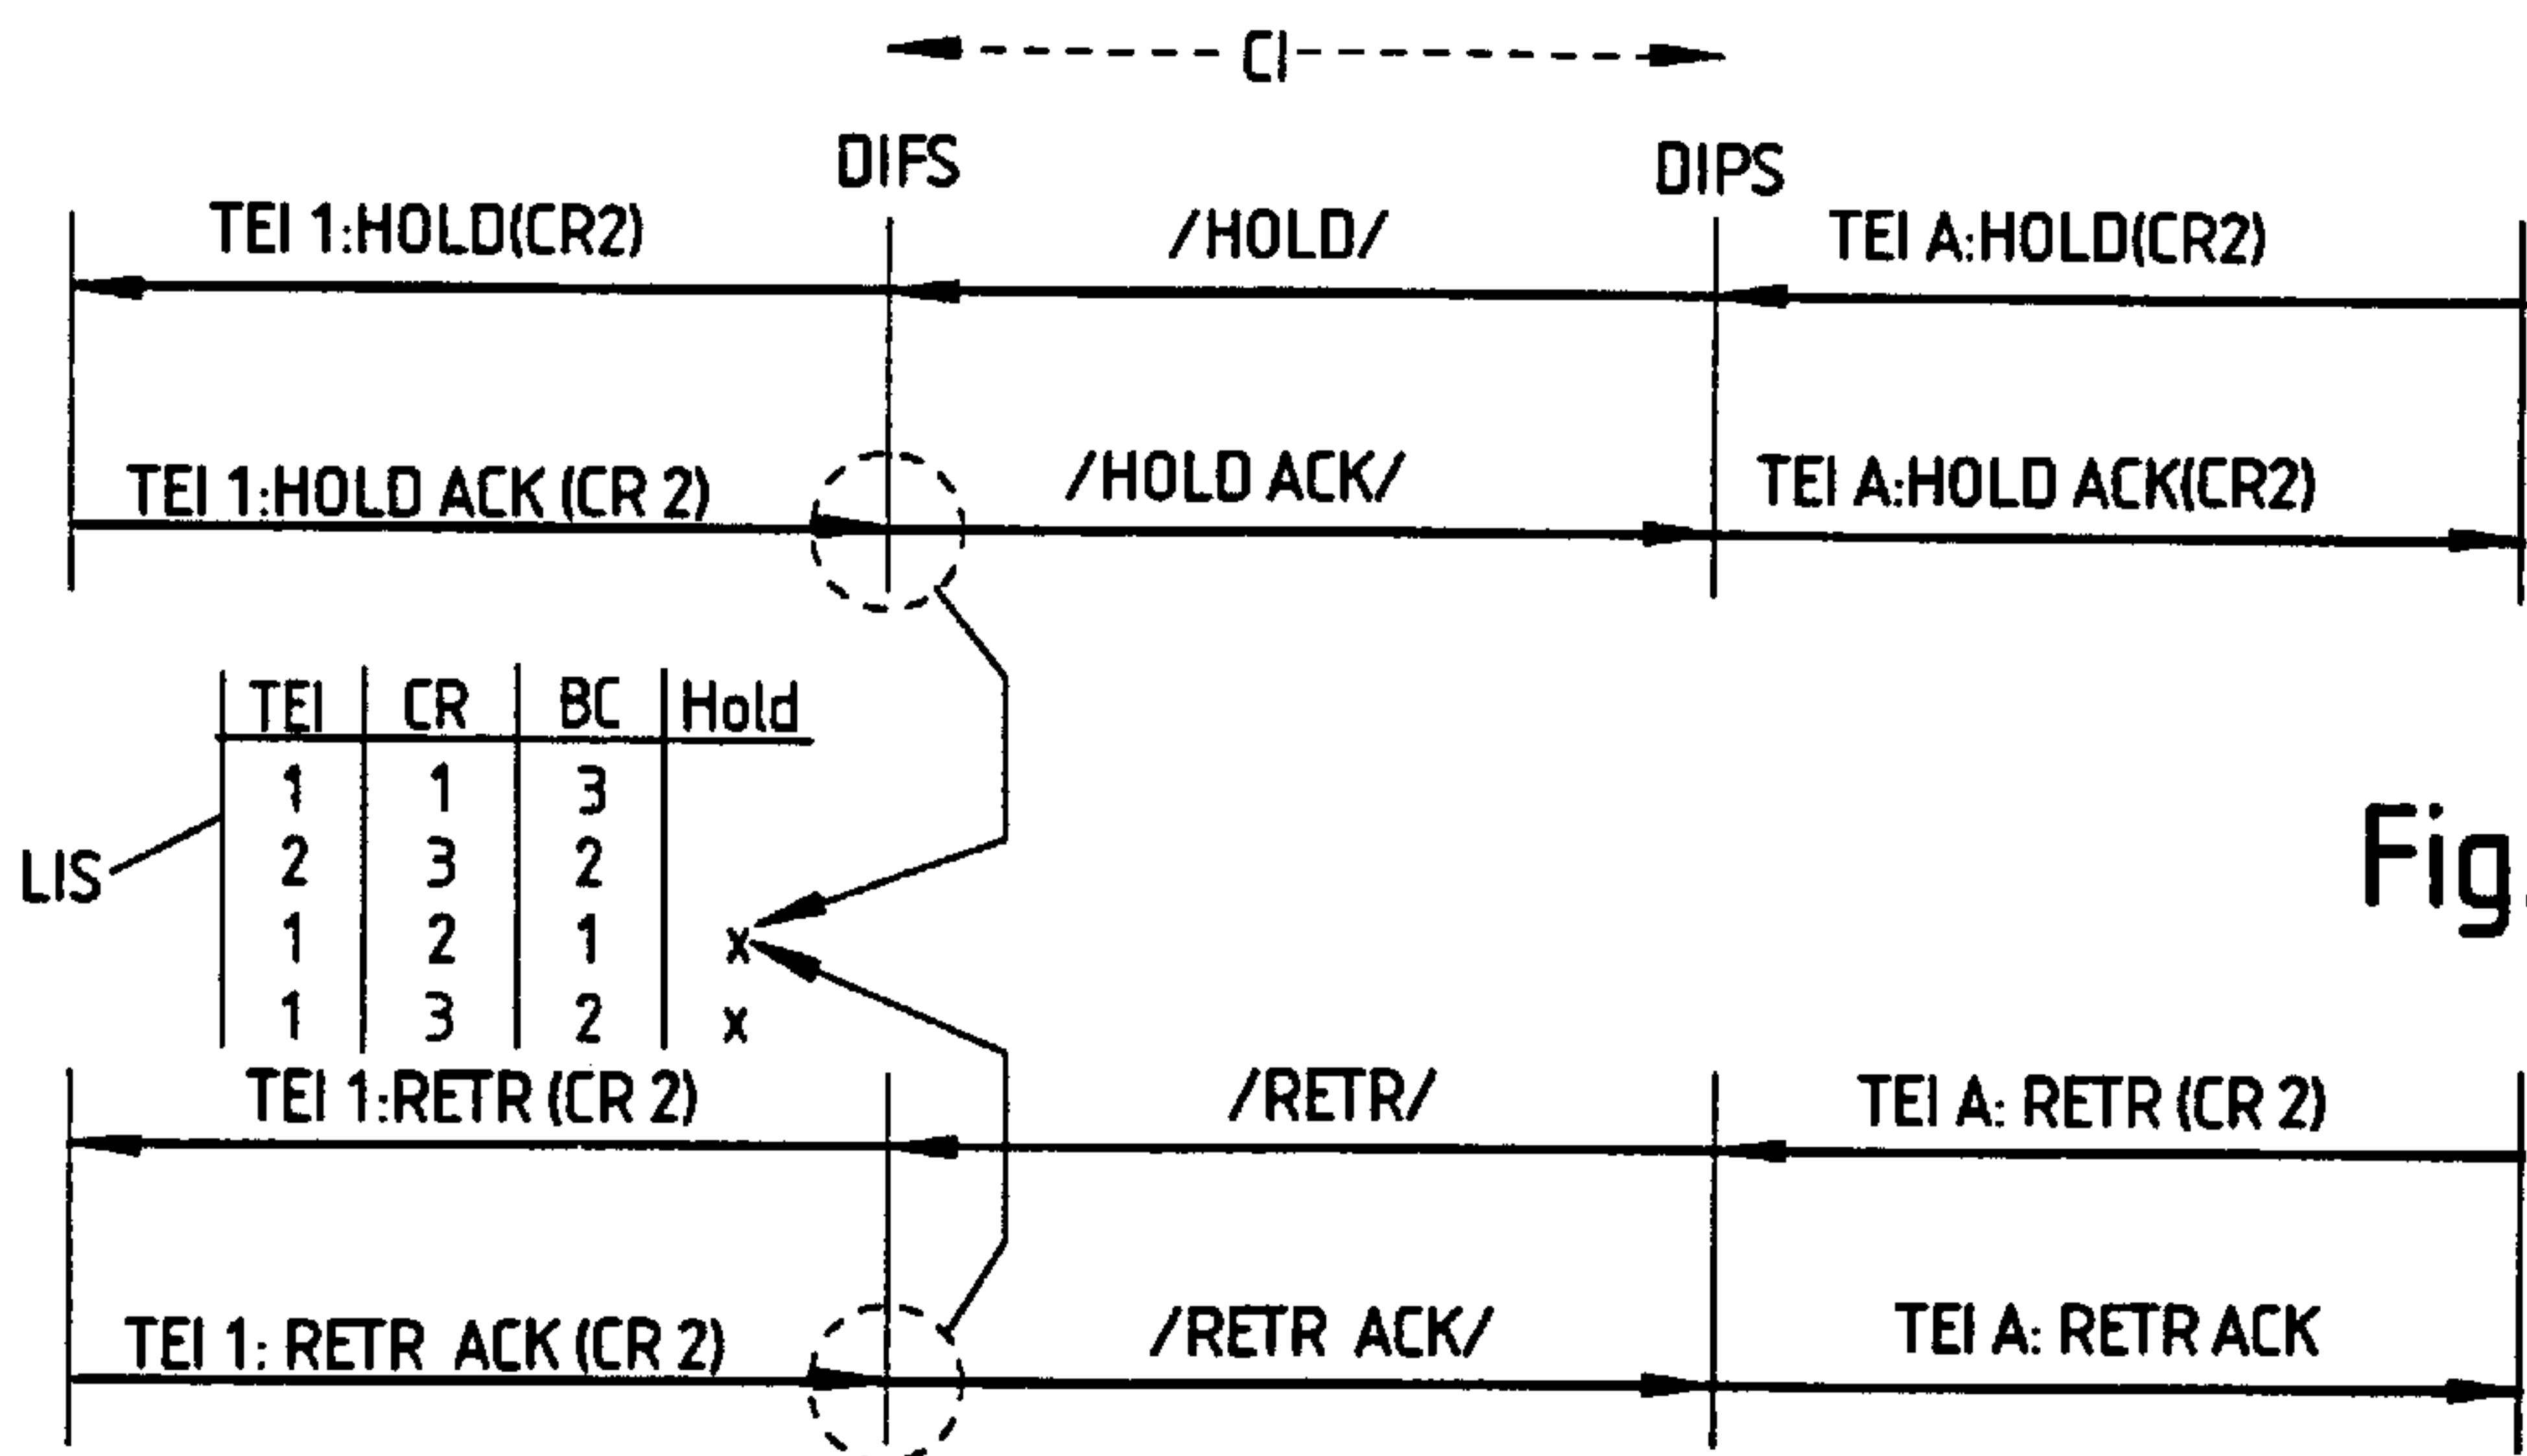 CI
DIFS
DIPS
TEI 1:HOLD(CR2)
/HOLD/
TEI A:HOLD(CR2)
TEI 1:HOLD ACK (CR 2)
/HOLD ACK/
TEI A:HOLD ACK(CR2)
TEI CR BC Hold
1 1 3
2 3 2
1 2 1 x
1 3 2 x
LIS
Fig.
TEI 1:RETR (CR 2)
/RETR/
TEI A: RETR (CR 2)
TEI 1: RETR ACK (CR 2)
/RETR ACK/
TEI A: RETR ACK